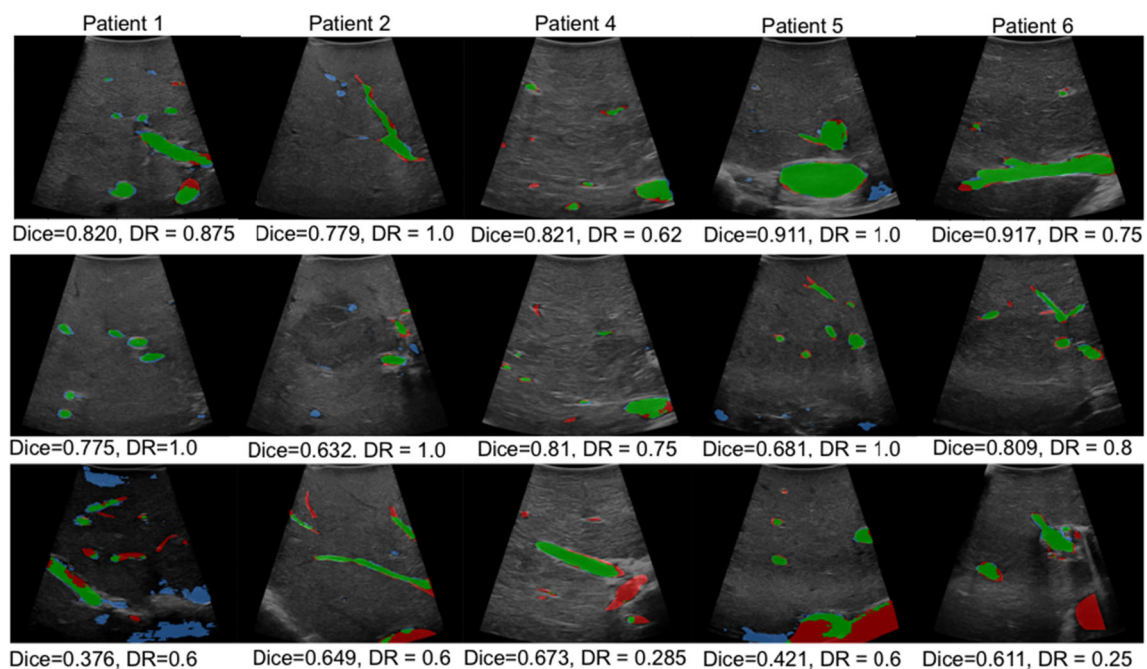 Patient 1 Patient 2 Patient 4 Patient 5 Patient 6
Dice=0.820, DR = 0.875 Dice=0.779, DR = 1.0 Dice=0.821, DR = 0.62 Dice=0.911, DR = 1.0 Dice=0.917, DR = 0.75
Dice=0.775, DR=1.0 Dice=0.632. DR = 1.0 Dice=0.81, DR = 0.75 Dice=0.681, DR = 1.0 Dice=0.809, DR = 0.8
Dice=0.376, DR=0.6 Dice=0.649, DR = 0.6 Dice=0.673, DR = 0.285 Dice=0.421, DR = 0.6 Dice=0.611, DR = 0.25